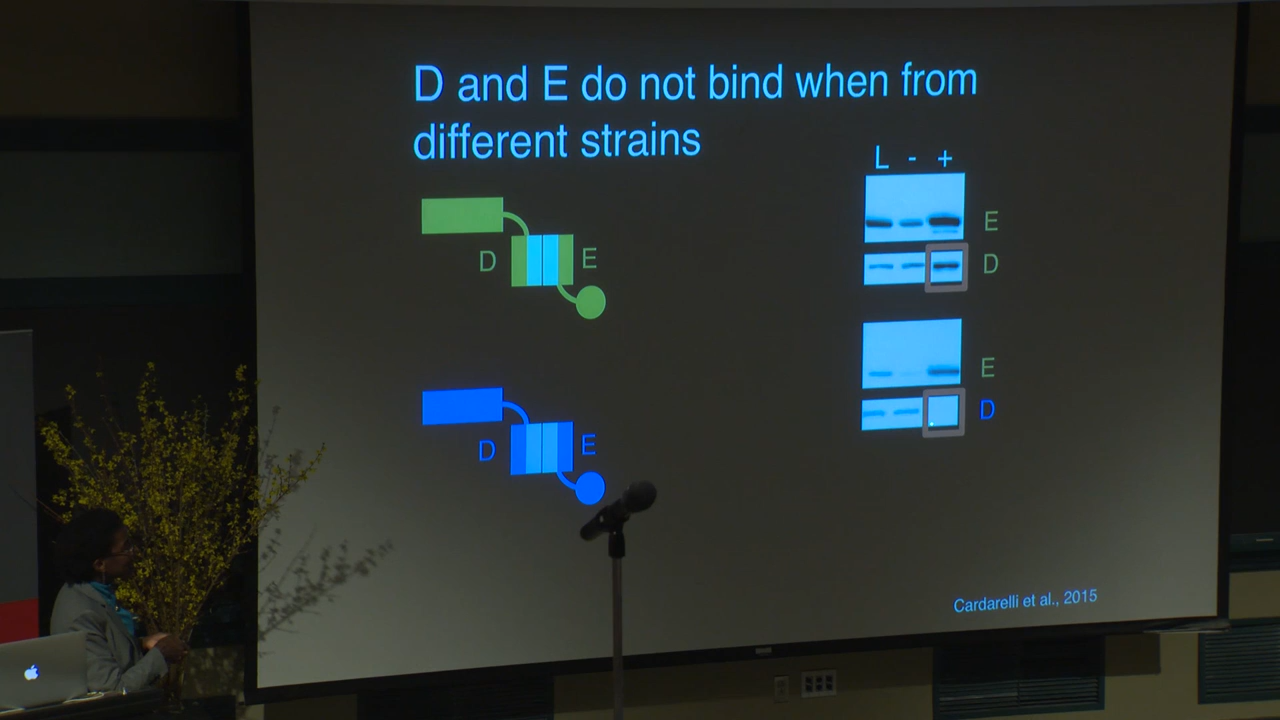 D and E do not bind when from
different strains
L - +
E
D
D E
E
D
D E
Cardarelli et al., 2015